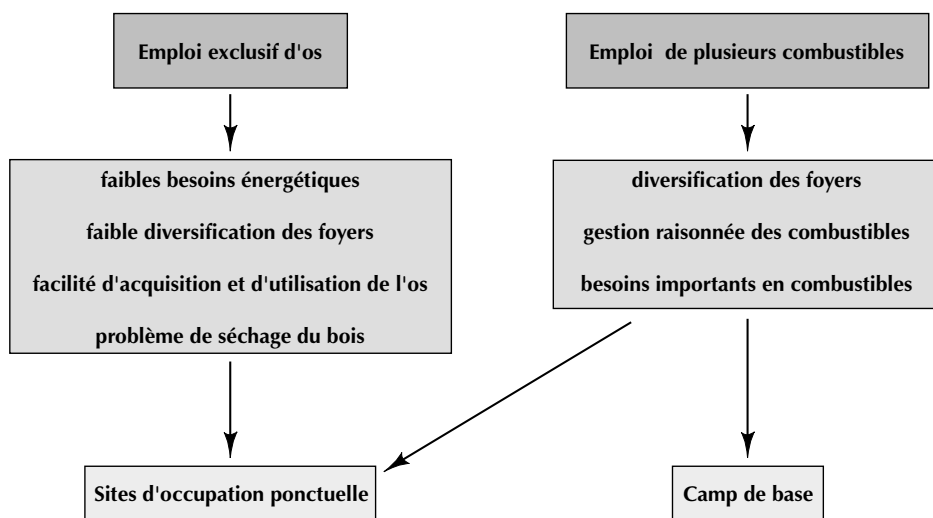 Emploi exclusif d'os
Emploi de plusieurs combustibles
faibles besoins énergétiques
faible diversification des foyers
facilité d'acquisition et d'utilisation de l'os
problème de séchage du bois
diversification des foyers
gestion raisonnée des combustibles
besoins importants en combustibles
Sites d'occupation ponctuelle
Camp de base